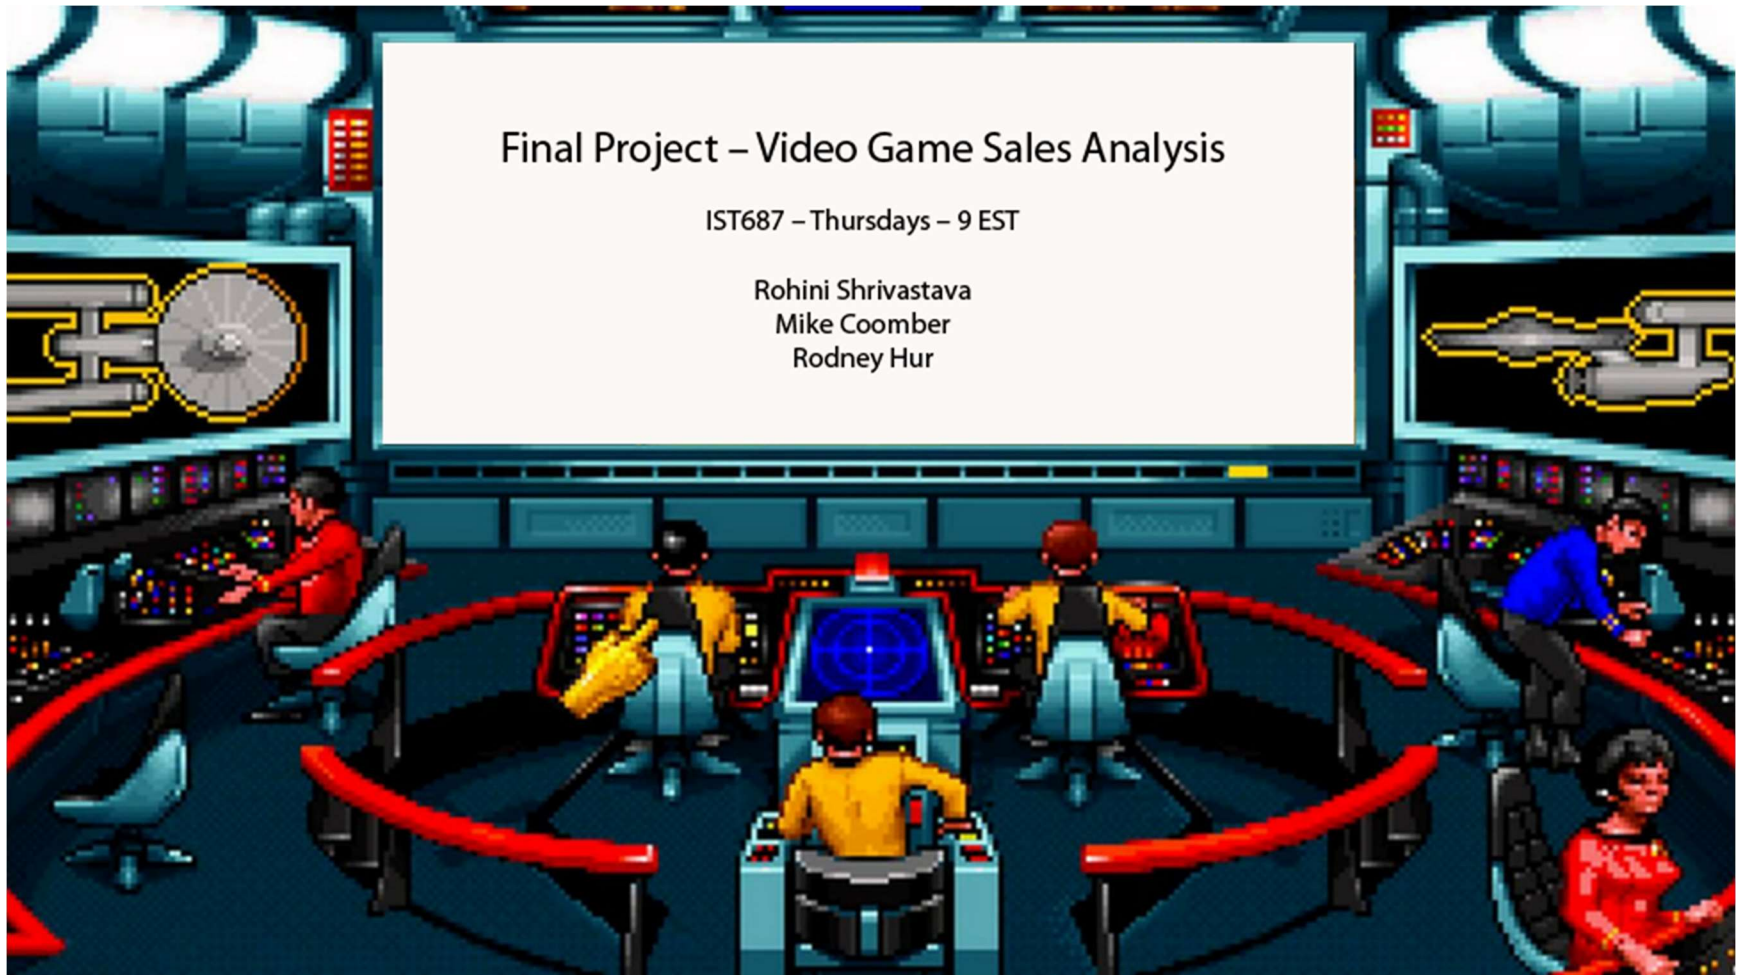 Final Project – Video Game Sales Analysis
IST687 – Thursdays – 9 EST
Rohini Shrivastava
Mike Coomber
Rodney Hur